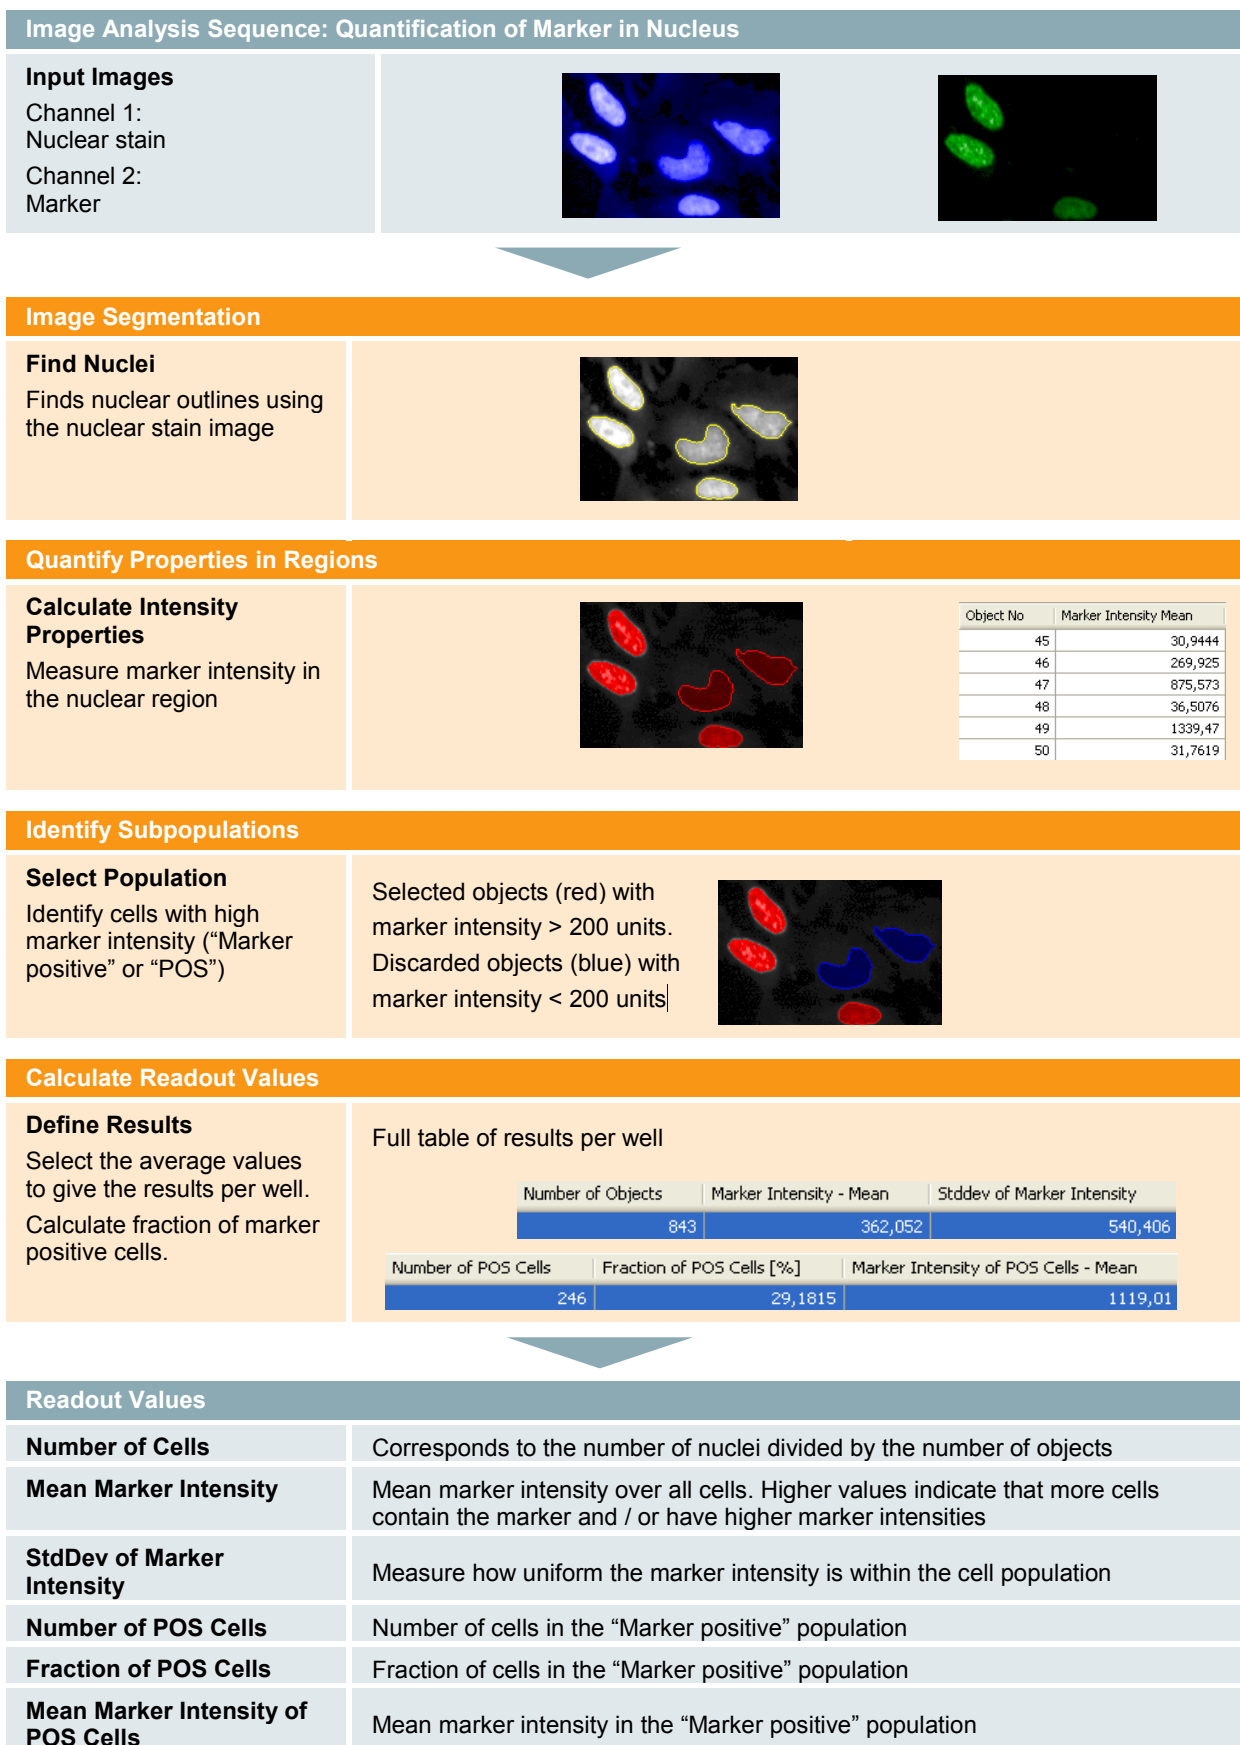 Image Analysis Sequence: Quantification of Marker in Nucleus
Input Images
Channel 1:
Nuclear stain
Channel 2:
Marker
Image Segmentation
Find Nuclei
Finds nuclear outlines using
the nuclear stain image
Quantify Properties in Regions
Calculate Intensity
Properties
Measure marker intensity in
the nuclear region
Object No Marker Intensity Mean
45 30,9444
46 269,925
47 875,573
48 36,5076
49 1339,47
50 31,7619
Identify Subpopulations
Select Population
Identify cells with high
marker intensity (“Marker
positive” or “POS”)
Selected objects (red) with
marker intensity > 200 units.
Discarded objects (blue) with
marker intensity < 200 units
Calculate Readout Values
Define Results
Select the average values
to give the results per well.
Calculate fraction of marker
positive cells.
Full table of results per well
Number of Objects Marker Intensity - Mean Stddev of Marker Intensity
843 362,052 540,406
Number of POS Cells Fraction of POS Cells [%] Marker Intensity of POS Cells - Mean
246 29,1815 1119,01
Readout Values
Number of Cells
Corresponds to the number of nuclei divided by the number of objects
Mean Marker Intensity
Mean marker intensity over all cells. Higher values indicate that more cells
contain the marker and / or have higher marker intensities
StdDev of Marker
Intensity
Measure how uniform the marker intensity is within the cell population
Number of POS Cells
Number of cells in the “Marker positive” population
Fraction of POS Cells
Fraction of cells in the “Marker positive” population
Mean Marker Intensity of
POS Cells
Mean marker intensity in the “Marker positive” population